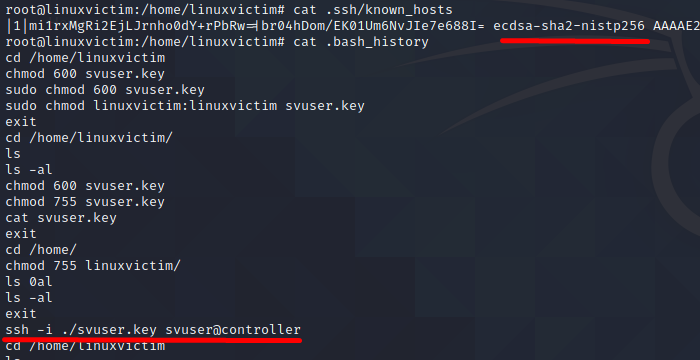 root@linuxvictim:/home/linuxvictim# cat .ssh/known_hosts
|1|mi1rxMgRi2EjLJrnho0dY+rPbRw=|br04hDom/EK01Um6NvJIe7e688I= ecdsa-sha2-nistp256 AAAAE2
root@linuxvictim:/home/linuxvictim# cat .bash_history
cd /home/linuxvictim
chmod 600 svuser.key
sudo chmod 600 svuser.key
sudo chmod linuxvictim:linuxvictim svuser.key
exit
cd /home/linuxvictim/
ls
ls -al
chmod 600 svuser.key
chmod 755 svuser.key
cat svuser.key
exit
cd /home/
chmod 755 linuxvictim/
ls 0al
ls -al
exit
ssh -i ./svuser.key svuser@controller
cd /home/linuxvictim